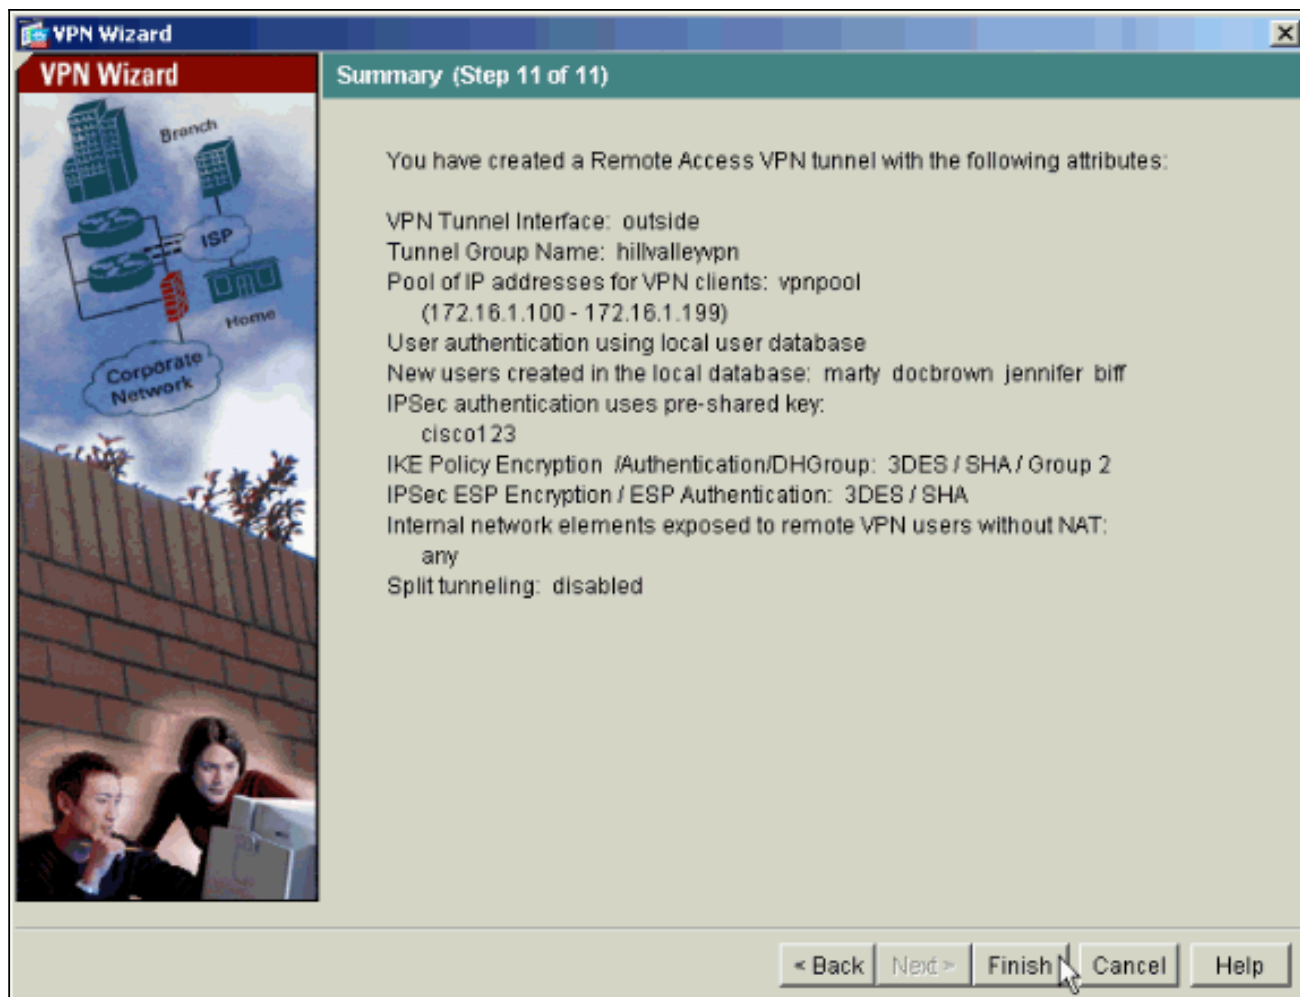 VPN Wizard
VPN Wizard
Summary (Step 11 of 11)
Branch
ISP
Home
Corporate
Network
You have created a Remote Access VPN tunnel with the following attributes:
VPN Tunnel Interface: outside
Tunnel Group Name: hillvalleyvpn
Pool of IP addresses for VPN clients: vpnpool
(172.16.1.100 - 172.16.1.199)
User authentication using local user database
New users created in the local database: marty docbrown jennifer biff
IPSec authentication uses pre-shared key:
cisco123
IKE Policy Encryption /Authentication/DHGroup: 3DES / SHA / Group 2
IPSec ESP Encryption / ESP Authentication: 3DES / SHA
Internal network elements exposed to remote VPN users without NAT:
any
Split tunneling: disabled
< Back
Next >
Finish
Cancel
Help